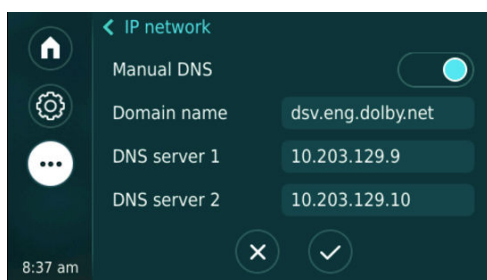 IP network
Manual DNS
Domain name dsv.eng.dolby.net
DNS server 1 10.203.129.9
DNS server 2 10.203.129.10
8:37 am